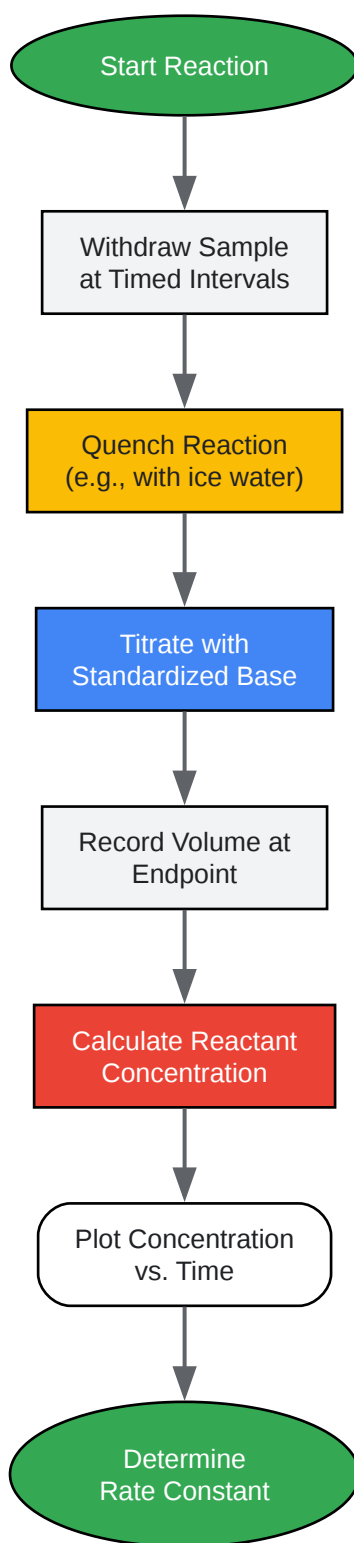 Start Reaction
Withdraw Sample
at Timed Intervals
Quench Reaction
(e.g., with ice water)
Titrate with
Standardized Base
Record Volume at
Endpoint
Calculate Reactant
Concentration
Plot Concentration
vs. Time
Determine
Rate Constant